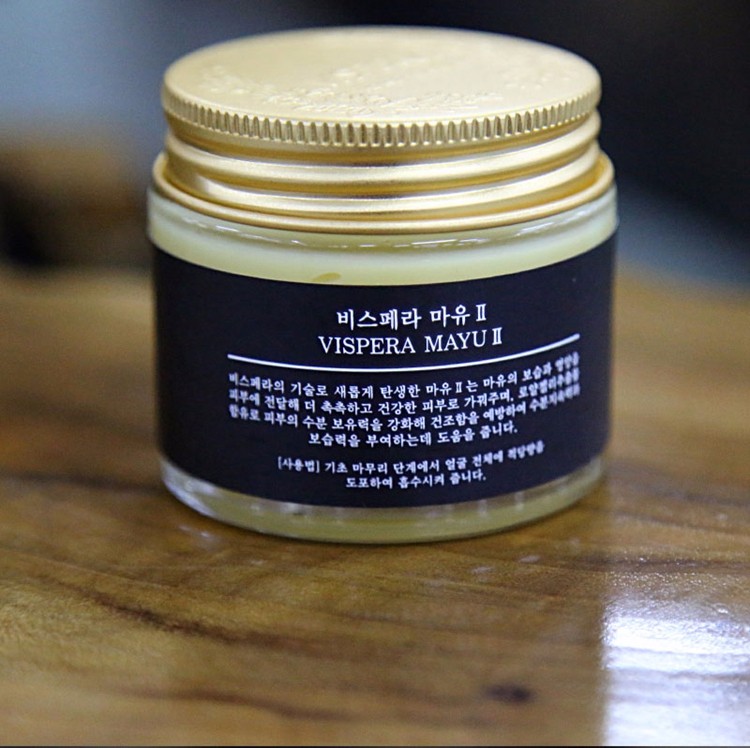 비스페라 마유Ⅱ
VISPERA MAYUⅡ
비스페라의 기술로 새롭게 탄생한 마유Ⅱ는 마유의 보습과 영양을
피부에 전달해 더 촉촉하고 건강한 피부로 가꿔주며, 로얄젤리추출물
함유로 피부의 수분 보유력을 강화해 건조함을 예방하여 수분지속력과
보습력을 부여하는데 도움을 줍니다.
[사용법] 기초 마무리 단계에서 얼굴 전체에 적당량을
도포하여 흡수시켜 줍니다.